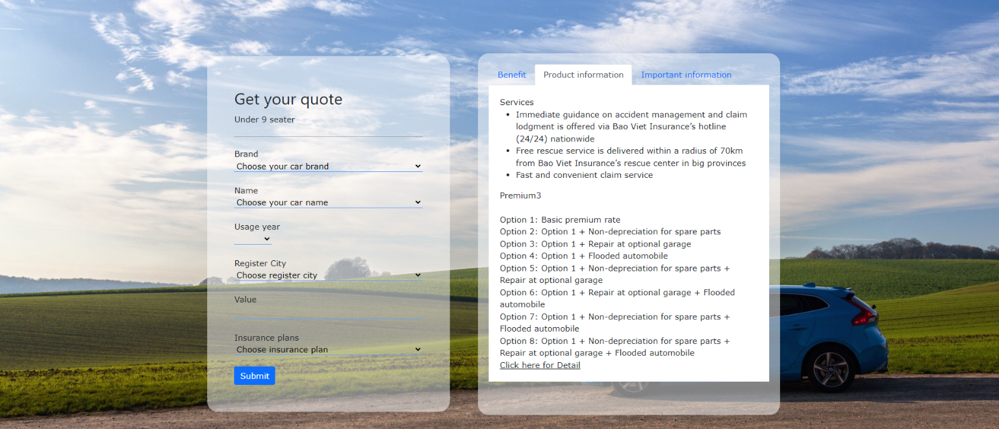 Get your quote
Under 9 seater
Brand
Choose your car brand
Name
Choose your car name
Usage year
Register City
Choose register city
Value
Insurance plans
Choose insurance plan
Submit
Benefit
Product information
Important information
Services
• Immediate guidance on accident management and claim
lodgment is offered via Bao Viet Insurance’s hotline
(24/24) nationwide
• Free rescue service is delivered within a radius of 70km
from Bao Viet Insurance’s rescue center in big provinces
• Fast and convenient claim service
Premium3
Option 1: Basic premium rate
Option 2: Option 1 + Non-depreciation for spare parts
Option 3: Option 1 + Repair at optional garage
Option 4: Option 1 + Flooded automobile
Option 5: Option 1 + Non-depreciation for spare parts +
Repair at optional garage
Option 6: Option 1 + Repair at optional garage + Flooded
automobile
Option 7: Option 1 + Non-depreciation for spare parts +
Flooded automobile
Option 8: Option 1 + Non-depreciation for spare parts +
Repair at optional garage + Flooded automobile
Click here for Detail